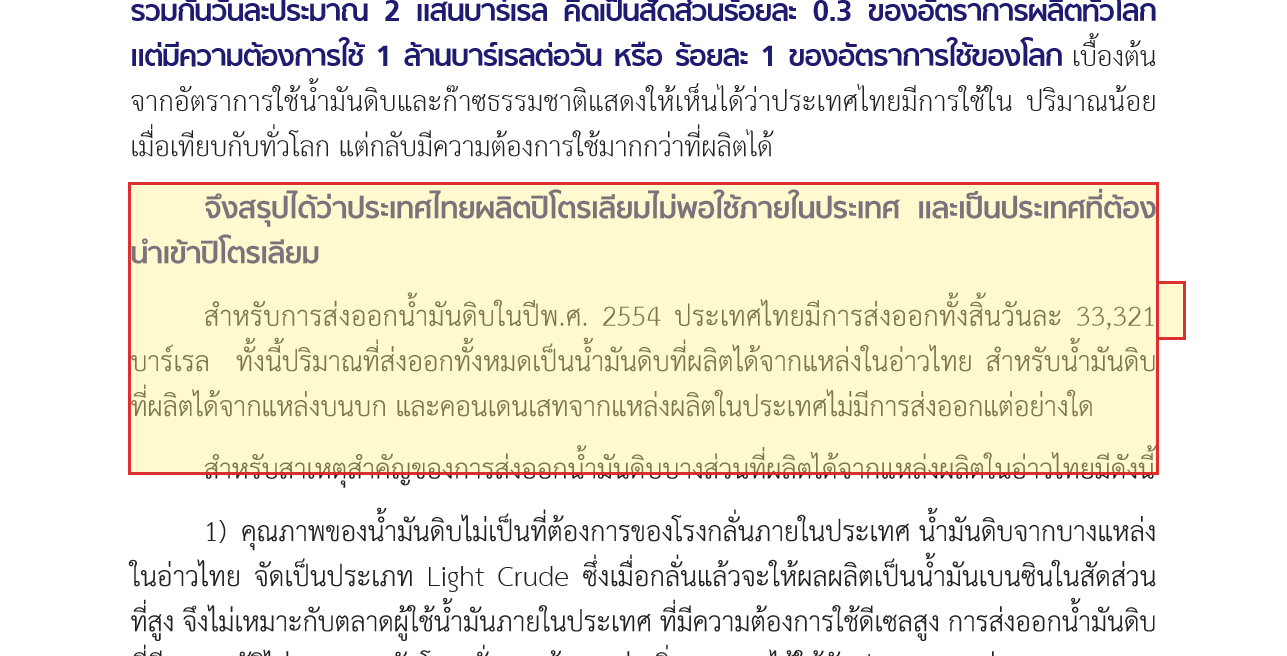 รวมกันวันละประมาณ 2 แสนบาร์เรล คิดเป็นสัดส่วนร้อยละ 0.3 ของอัตราการผลิตทั่วโลก
แต่มีความต้องการใช้ 1 ล้านบาร์เรลต่อวัน หรือ ร้อยละ 1 ของอัตราการใช้ของโลก เบื้องต้น
จากอัตราการใช้น้ำมันดิบและก๊าซธรรมชาติแสดงให้เห็นได้ว่าประเทศไทยมีการใช้ใน ปริมาณน้อย
เมื่อเทียบกับทั่วโลก แต่กลับมีความต้องการใช้มากกว่าที่ผลิตได้
จึงสรุปได้ว่าประเทศไทยผลิตปิโตรเลียมไม่พอใช้ภายในประเทศ และเป็นประเทศที่ต้อง
นำเข้าปิโตรเลียม
สำหรับการส่งออกน้ำมันดิบในปีพ.ศ. 2554 ประเทศไทยมีการส่งออกทั้งสิ้นวันละ 33,321
บาร์เรล ทั้งนี้ปริมาณที่ส่งออกทั้งหมดเป็นน้ำมันดิบที่ผลิตได้จากแหล่งในอ่าวไทย สำหรับน้ำมันดิบ
ที่ผลิตได้จากแหล่งบนบก และคอนเดนเสทจากแหล่งผลิตในประเทศไม่มีการส่งออกแต่อย่างใด
สำหรับสาเหตุสำคัญของการส่งออกน้ำมันดิบบางส่วนที่ผลิตได้จากแหล่งผลิตในอ่าวไทยมีดังนี้
1) คุณภาพของน้ำมันดิบไม่เป็นที่ต้องการของโรงกลั่นภายในประเทศ น้ำมันดิบจากบางแหล่ง
ในอ่าวไทย จัดเป็นประเภท Light Crude ซึ่งเมื่อกลั่นแล้วจะให้ผลผลิตเป็นน้ำมันเบนซินในสัดส่วน
ที่สูง จึงไม่เหมาะกับตลาดผู้ใช้น้ำมันภายในประเทศ ที่มีความต้องการใช้ดีเซลสูง การส่งออกน้ำมันดิบ